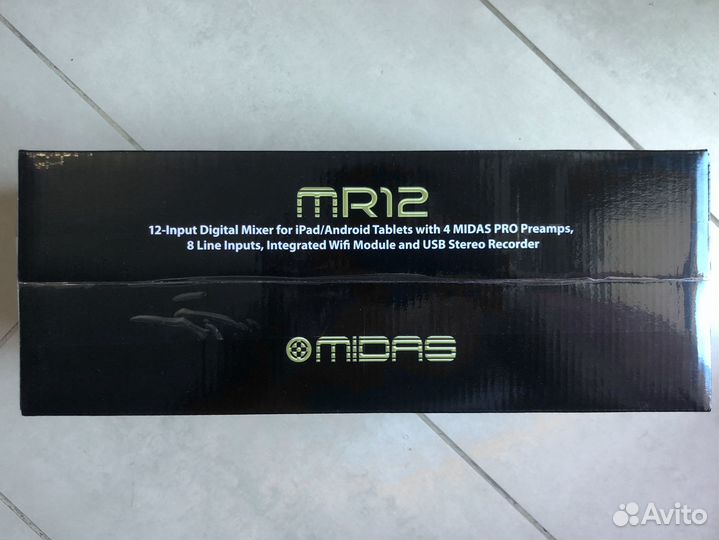 MR12
12-Input Digital Mixer for iPad/Android Tablets with 4 MIDAS PRO Preamps,
8 Line Inputs, Integrated Wifi Module and USB Stereo Recorder
MIDAS
Avito